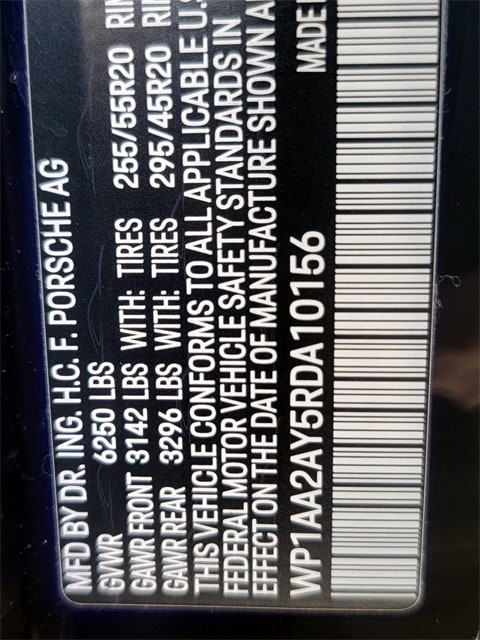 MFD BY DR. ING. H.C. F. PORSCHE AG
GVWR 6250 LBS
GAWR FRONT 3142 LBS WITH: TIRES 255/55R20
GAWR REAR 3296 LBS WITH: TIRES 295/45R20
THIS VEHICLE CONFORMS TO ALL APPLICABLE U.S
FEDERAL MOTOR VEHICLE SAFETY STANDARDS IN
EFFECT ON THE DATE OF MANUFACTURE SHOWN A
WP1AA2AY5RDA10156 MADE